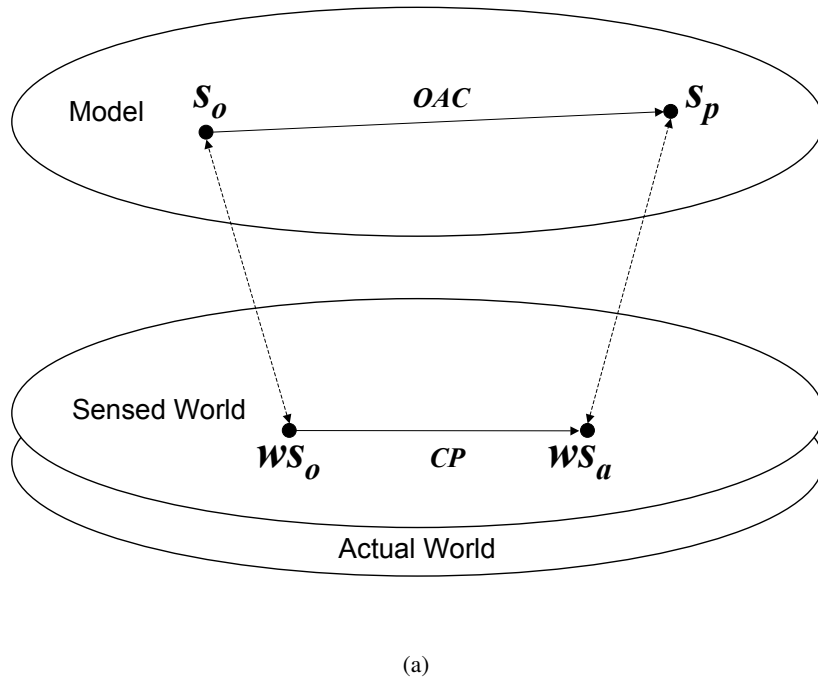 Model
s_o
OAC
s_p
Sensed World
ws_o
CP
ws_a
Actual World
(a)